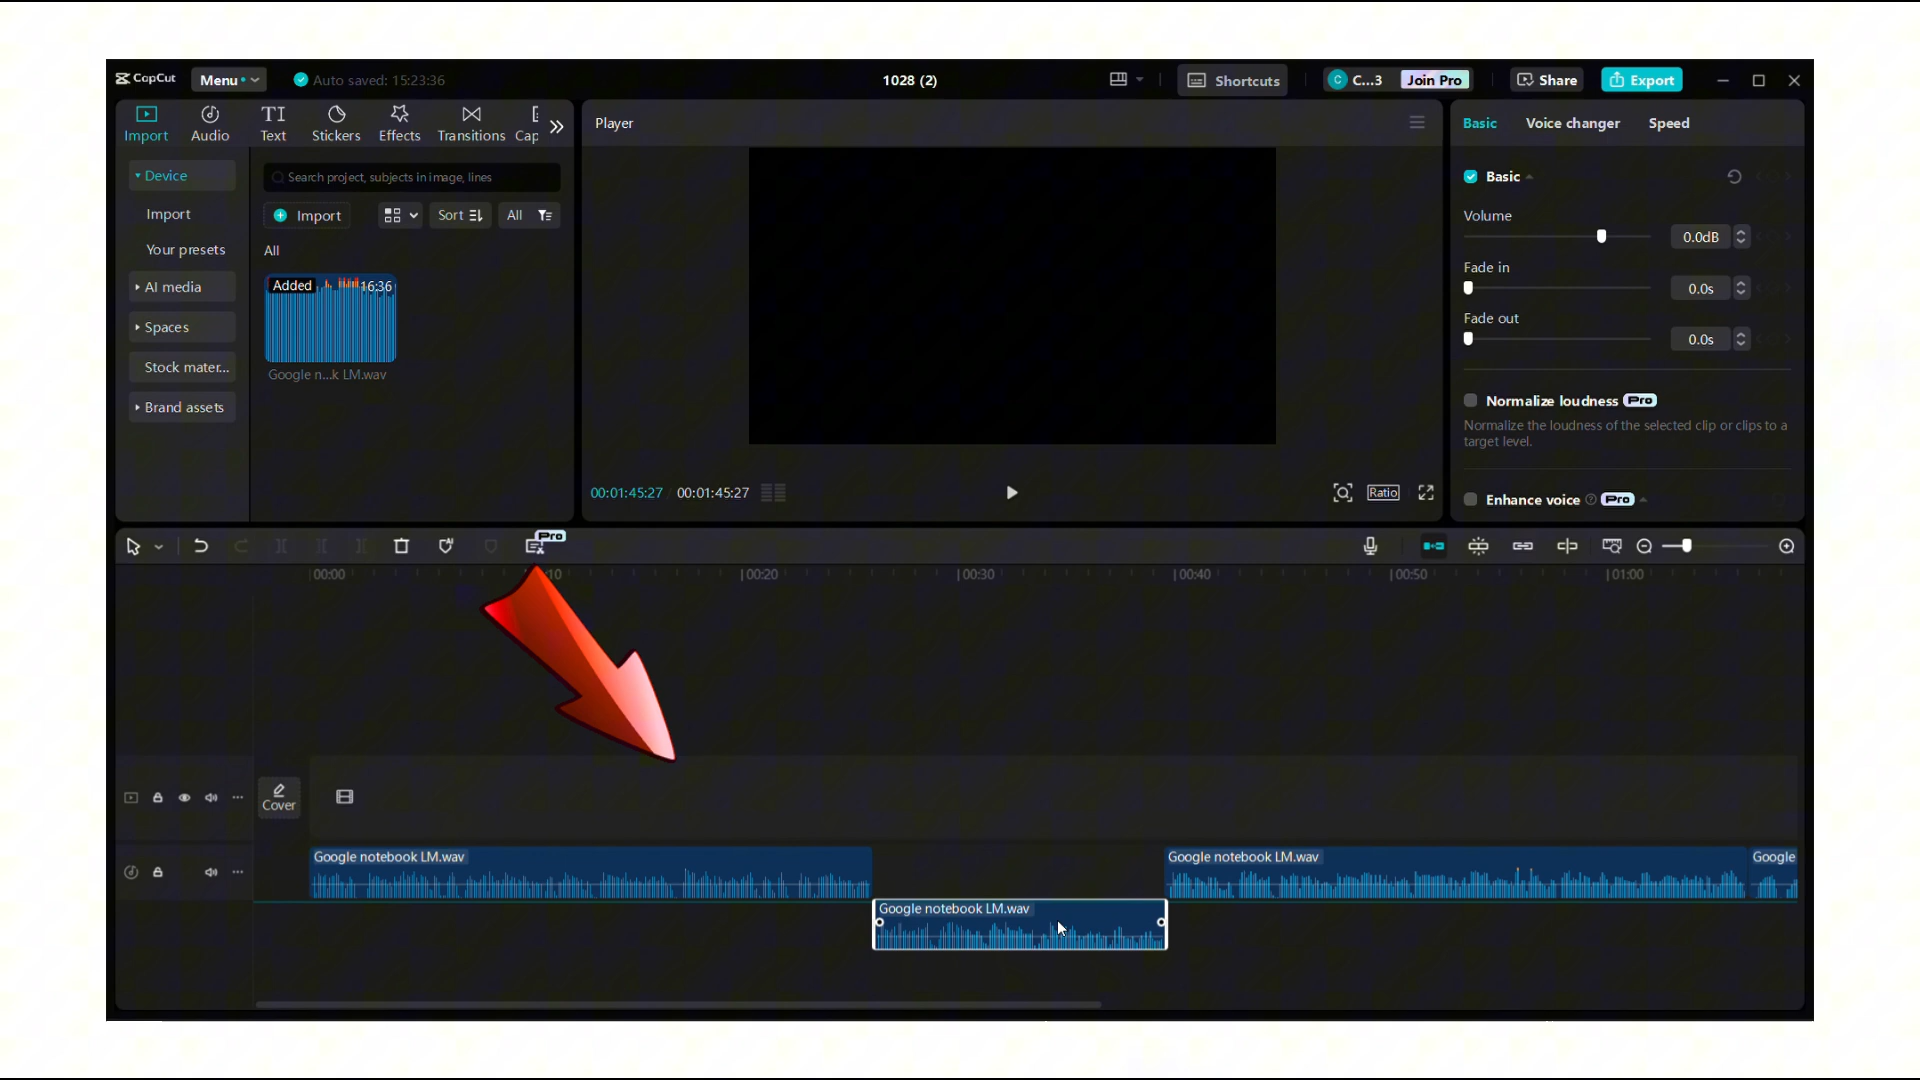 CapCut Menu Auto saved: 15:23:36 1028 (2) Shortcuts C C...3 Join Pro Share Export
Import Audio Text Stickers Effects Transitions Cap
Device
Import
Your presets
AI media
Spaces
Stock mater...
Brand assets
Search project, subjects in image, lines
Import Sort All
All
Added 16:36
Google n...k LM.wav
Player
00:01:45:27 00:01:45:27
Ratio
Basic Voice changer Speed
Basic
Volume
0.0dB
Fade in
0.0s
Fade out
0.0s
Normalize loudness Pro
Normalize the loudness of the selected clip or clips to a
target level.
Enhance voice Pro
Pro
00:00 00:20 00:30 00:40 00:50 01:00
Cover
Google notebook LM.wav Google notebook LM.wav Google
Google notebook LM.wav